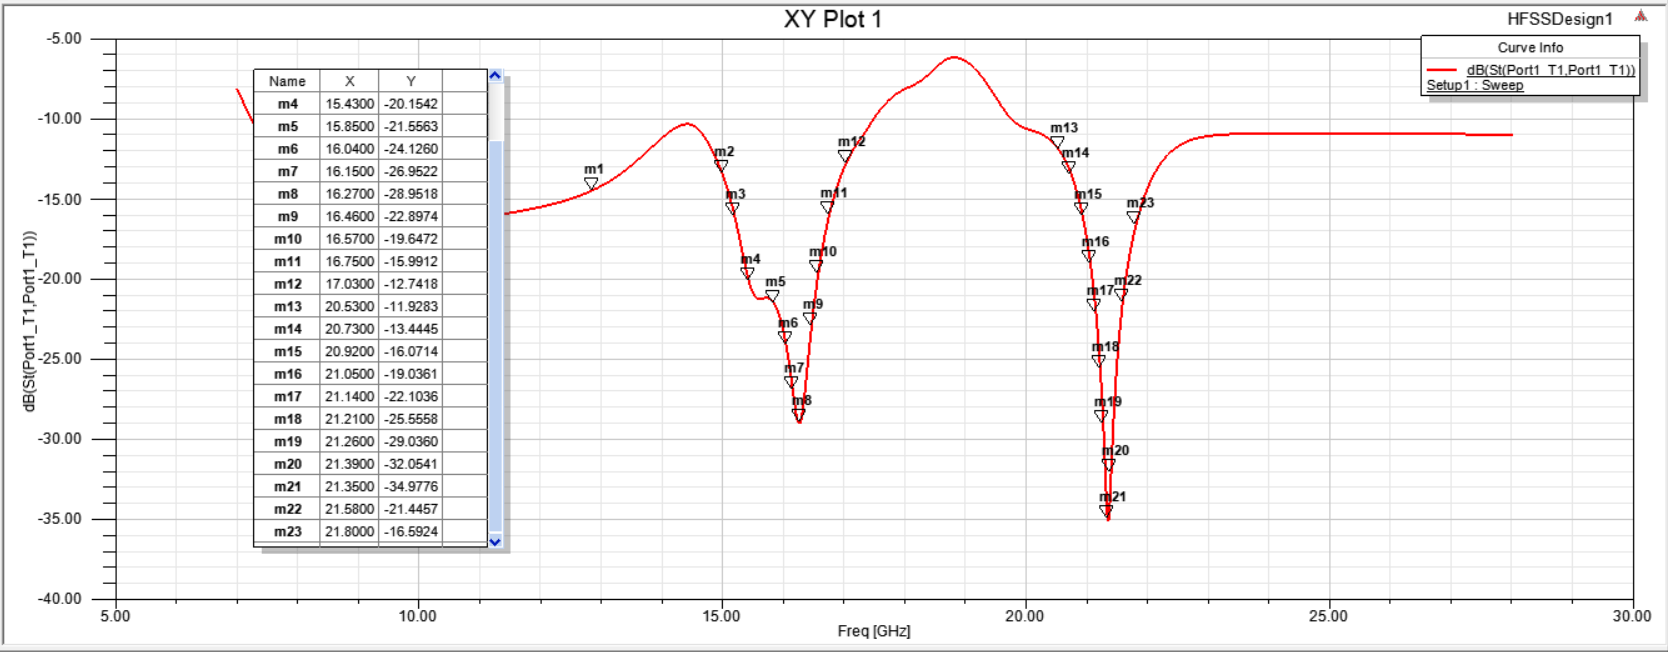 XY Plot 1
HFSSDesign1
Curve Info
dB(St(Port1_T1,Port1_T1))
Setup1 : Sweep
Name X Y
m4 15.4300 -20.1542
m5 15.8500 -21.5563
m6 16.0400 -24.1260
m7 16.1500 -26.9522
m8 16.2700 -28.9518
m9 16.4600 -22.8974
m10 16.5700 -19.6472
m11 16.7500 -15.9912
m12 17.0300 -12.7418
m13 20.5300 -11.9283
m14 20.7300 -13.4445
m15 20.9200 -16.0714
m16 21.0500 -19.0361
m17 21.1400 -22.1036
m18 21.2100 -25.5558
m19 21.2600 -29.0360
m20 21.3900 -32.0541
m21 21.3500 -34.9776
m22 21.5800 -21.4457
m23 21.8000 -16.5924
-5.00
-10.00
-15.00
-20.00
-25.00
-30.00
-35.00
-40.00
dB(St(Port1_T1,Port1_T1))
m1
m2
m3
m4
m5
m6
m7
m8
m9
m10
m11
m12
m13
m14
m15
m16
m17
m18
m19
m20
m21
m22
m23
5.00 10.00 15.00 20.00 25.00 30.00
Freq [GHz]